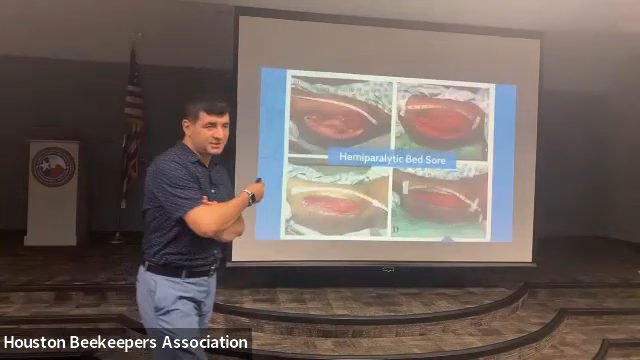 Hemiparalytic Bed Sore
D
Houston Beekeepers Association